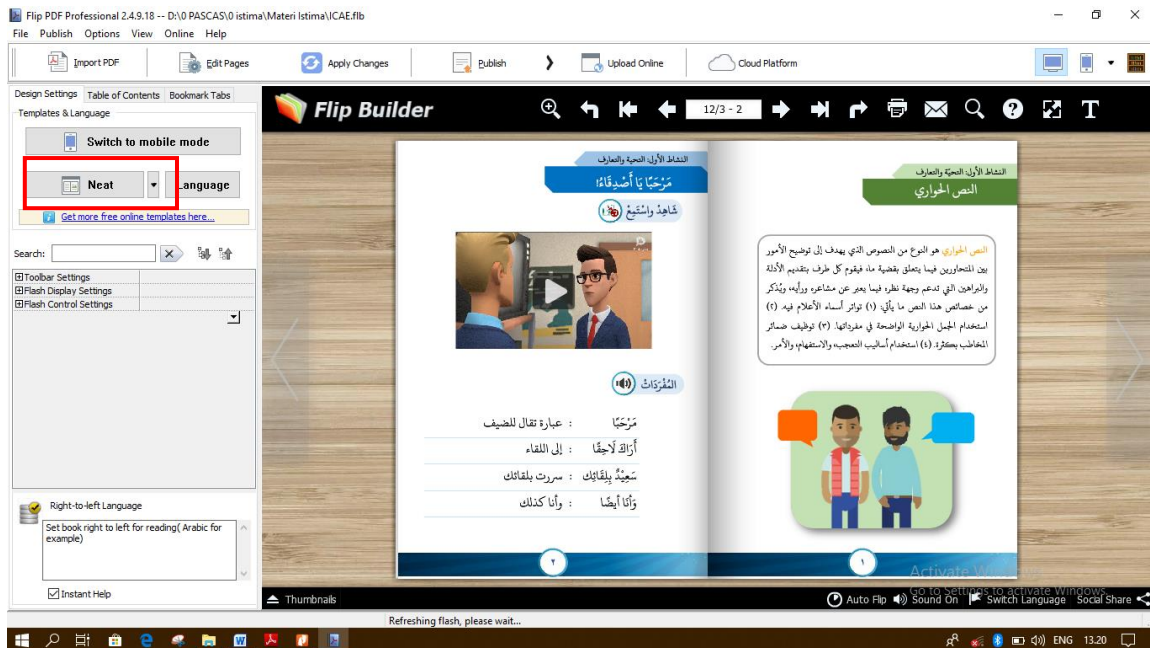 Flip PDF Professional 2.4.9.18 -- D:\0 PASCAS\0 istima\Materi Istima\ICAE.flb
File Publish Options View Online Help
Import PDF
Edit Pages
Apply Changes
Publish
Upload Online
Cloud Platform
Design Settings Table of Contents Bookmark Tabs
Templates & Language
Switch to mobile mode
Neat
Language
Get more free online templates here...
Search:
Toolbar Settings
Flash Display Settings
Flash Control Settings
Right-to-left Language
Set book right to left for reading( Arabic for
example)
Instant Help
Flip Builder
12/3 - 2
النشاط الأول: التحيّة والتعارف
النص الحواري
النص الحواري هو النوع من النصوص الذي يهدف إلى توضيح الأمور
بين المتحاورين فيما يتعلق بقضية ما، فيقوم كل طرف بتقديم الأدلة
والبراهين التي تدعم وجهة نظره فيما يعبر عن مشاعره ورأيه، ويُذكر
من خصائص هذا النص ما يأتي: (١) تواتر أسماء الأعلام فيه. (٢)
استخدام الجمل الحوارية الواضحة في مفرداتها. (٣) توظيف ضمائر
المخاطب بكثرة. (٤) استخدام أساليب التعجب، والاستفهام، والأمر.
١
النشاط الأول: التحية والتعارف
مَرْحَبًا يَا أَصْدِقَاءُ!
شَاهِدْ واسْتَمِعْ
المُفْرَدَاتُ
مَرْحَبًا : عبارة تقال للضيف
أَرَاكَ لَاحِقًا : إلى اللقاء
سَعِيْدٌ بِلِقَائِك : سررت بلقائك
وَأَنَا أَيضًا : وأنا كذلك
٢
Activate Windows
Go to Settings to activate Windows.
Thumbnails
Auto Flip Sound On Switch Language Social Share
Refreshing flash, please wait...
ENG 13.20